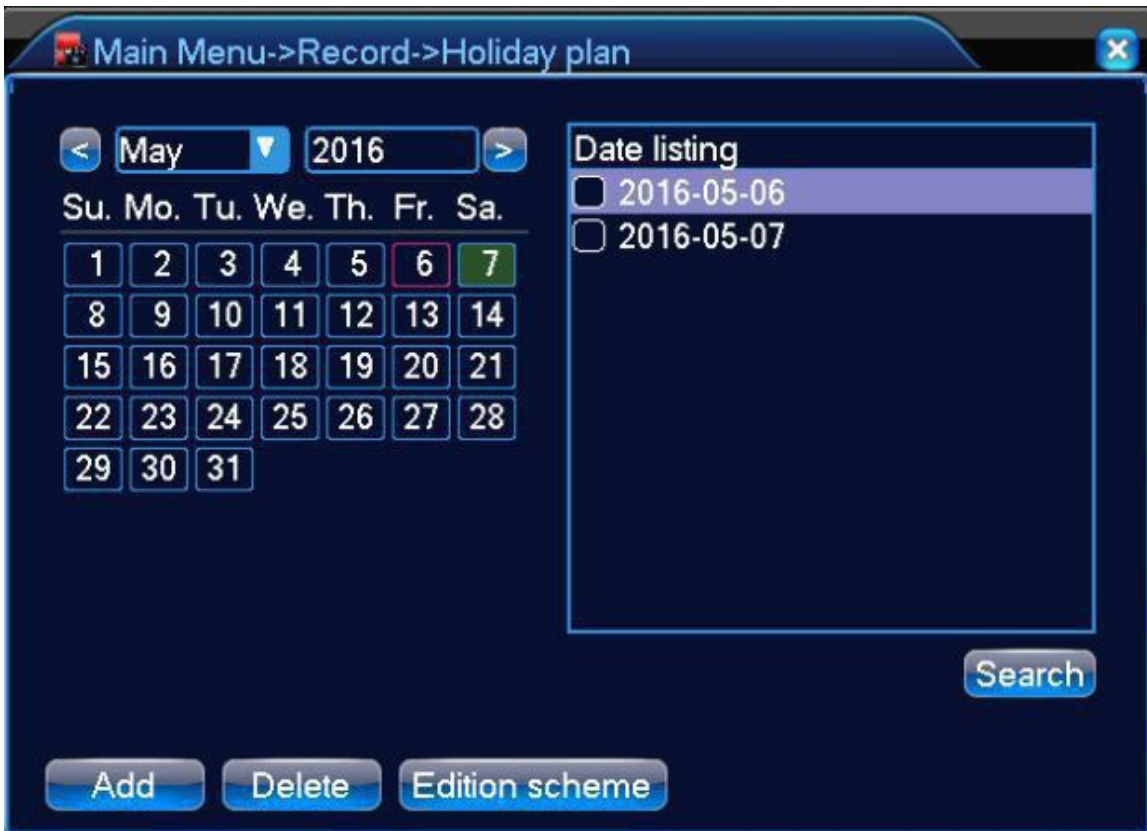 Main Menu->Record->Holiday plan
< May 2016 >
Su. Mo. Tu. We. Th. Fr. Sa.
1 2 3 4 5 6 7
8 9 10 11 12 13 14
15 16 17 18 19 20 21
22 23 24 25 26 27 28
29 30 31
Date listing
2016-05-06
2016-05-07
Search
Add Delete Edition scheme